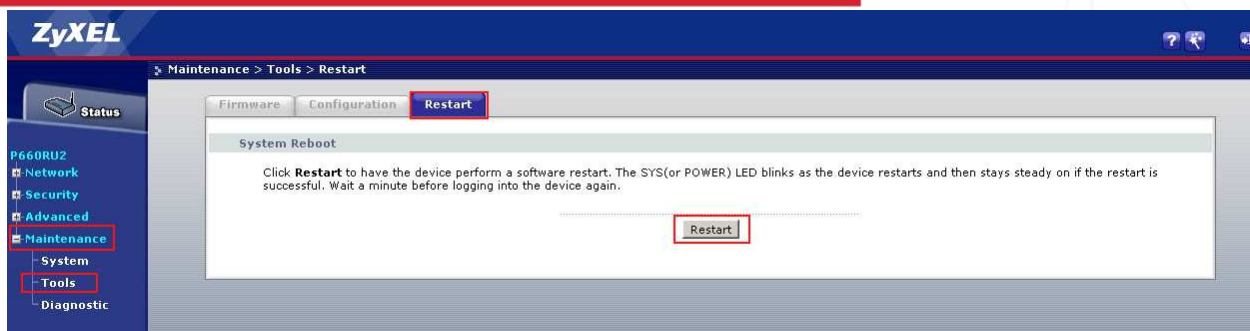 ZyXEL
Maintenance > Tools > Restart
Status
P660RU2
Network
Security
Advanced
Maintenance
System
Tools
Diagnostic
Firmware
Configuration
Restart
System Reboot
Click Restart to have the device perform a software restart. The SYS(or POWER) LED blinks as the device restarts and then stays steady on if the restart is
successful. Wait a minute before logging into the device again.
Restart